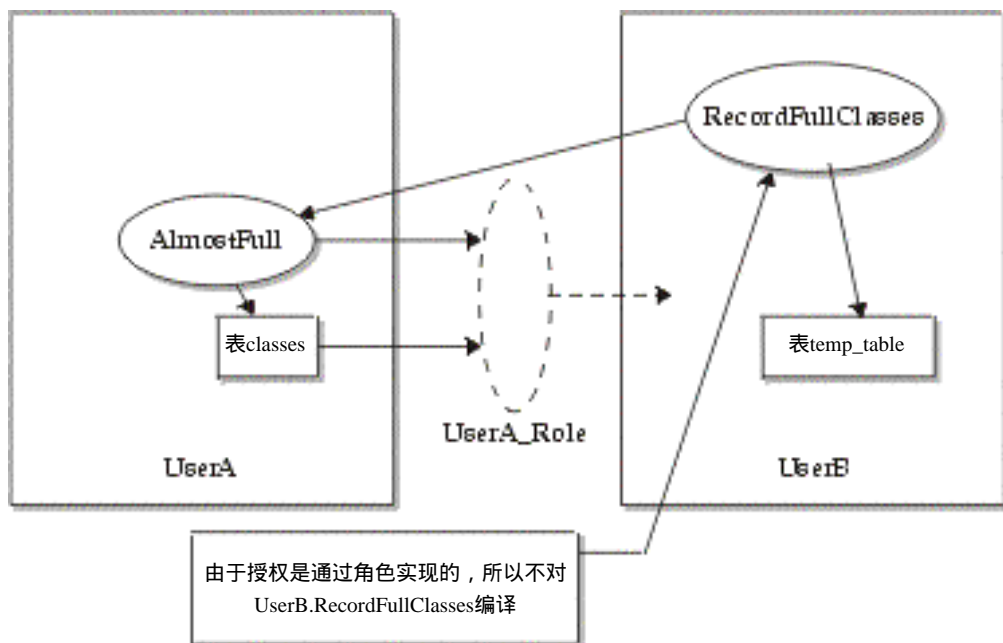 RecordFullClasses
AlmostFull
表classes
表temp_table
UserA_Role
UserA
UserB
由于授权是通过角色实现的，所以不对
UserB.RecordFullClasses编译